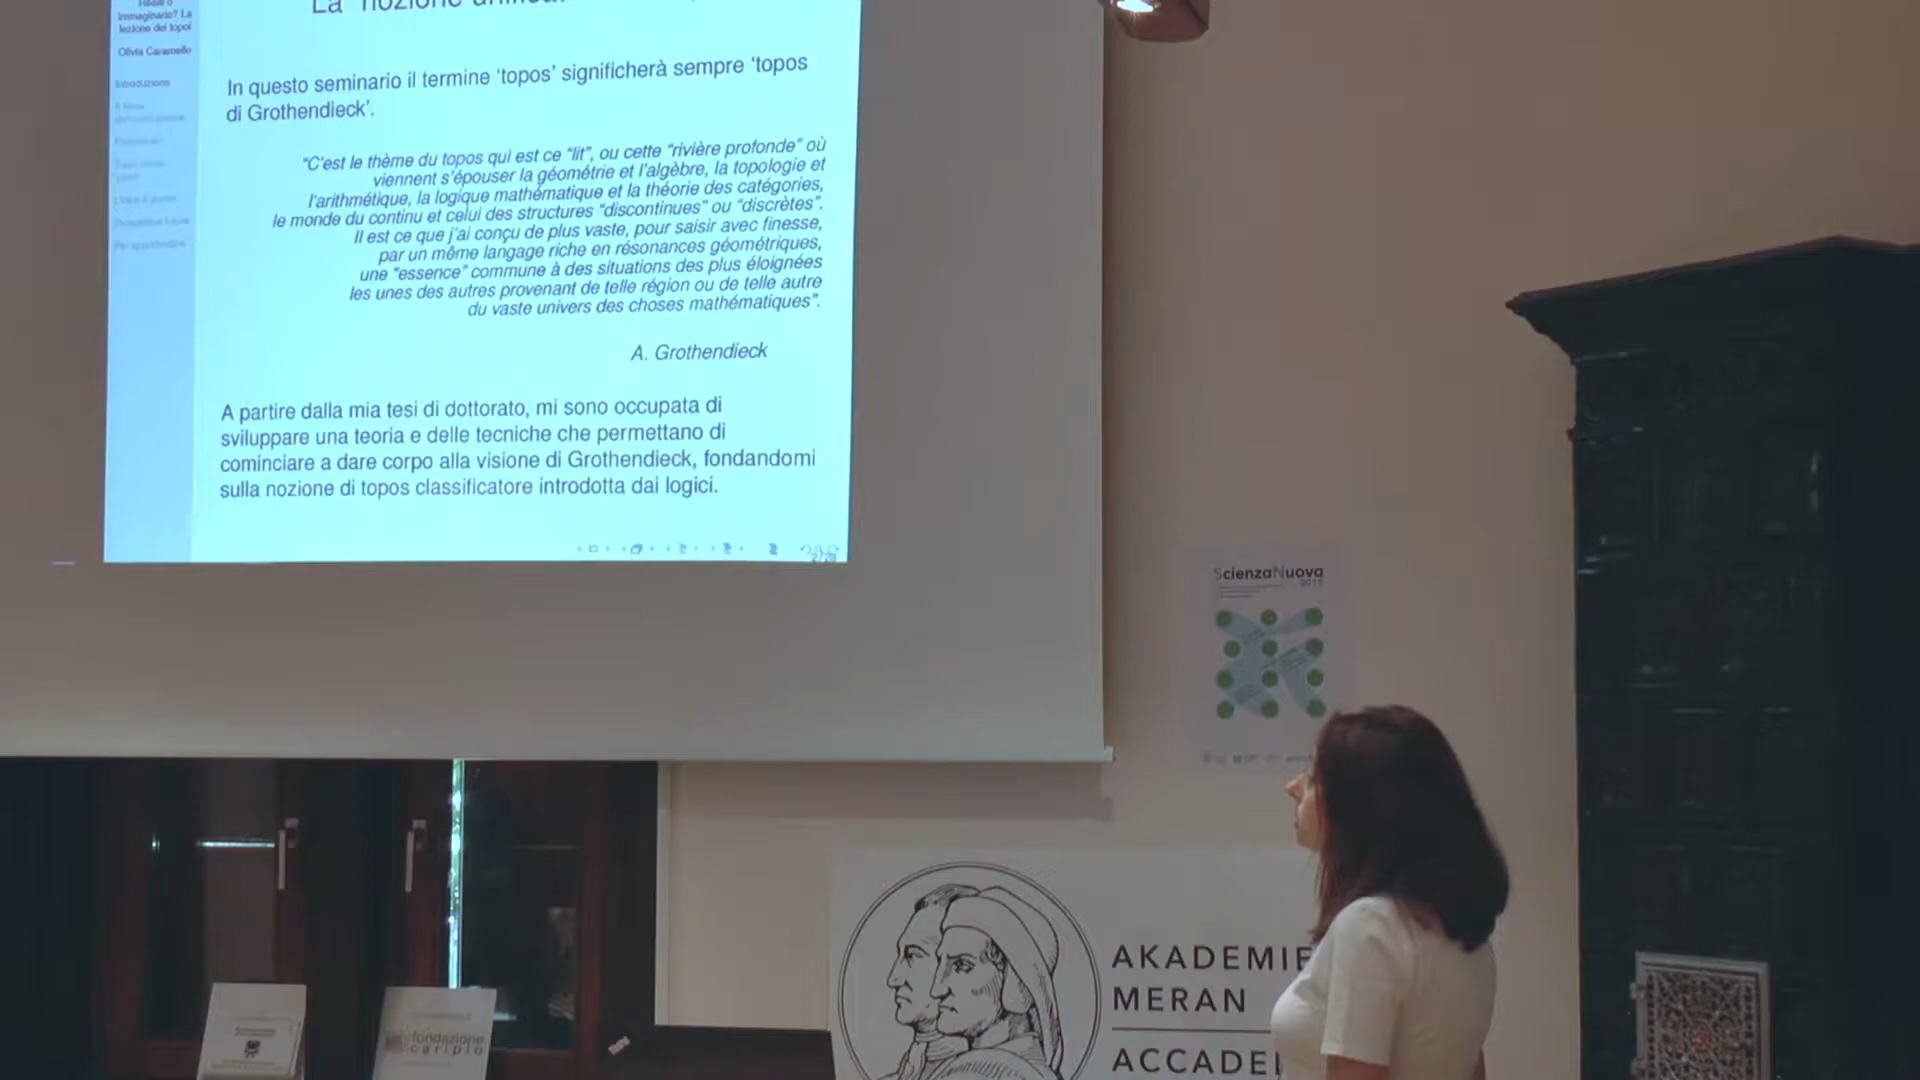 Immaginario? La
lezione dei topoi
Olivia Caramello
Introduzione
La "nozione
In questo seminario il termine ‘topos’ significherà sempre ‘topos
di Grothendieck’.
“C’est le thème du topos qui est ce “lit”, ou cette “rivière profonde” où
viennent s’épouser la géométrie et l’algèbre, la topologie et
l’arithmétique, la logique mathématique et la théorie des catégories,
le monde du continu et celui des structures “discontinues” ou “discrètes”.
Il est ce que j’ai conçu de plus vaste, pour saisir avec finesse,
par un même langage riche en résonances géométriques,
une “essence” commune à des situations des plus éloignées
les unes des autres provenant de telle région ou de telle autre
du vaste univers des choses mathématiques”.
A. Grothendieck
A partire dalla mia tesi di dottorato, mi sono occupata di
sviluppare una teoria e delle tecniche che permettano di
cominciare a dare corpo alla visione di Grothendieck, fondandomi
sulla nozione di topos classificatore introdotta dai logici.
ScienzaNuova
AKADEMIE
MERAN
ACCADE
fondazione
cariplo